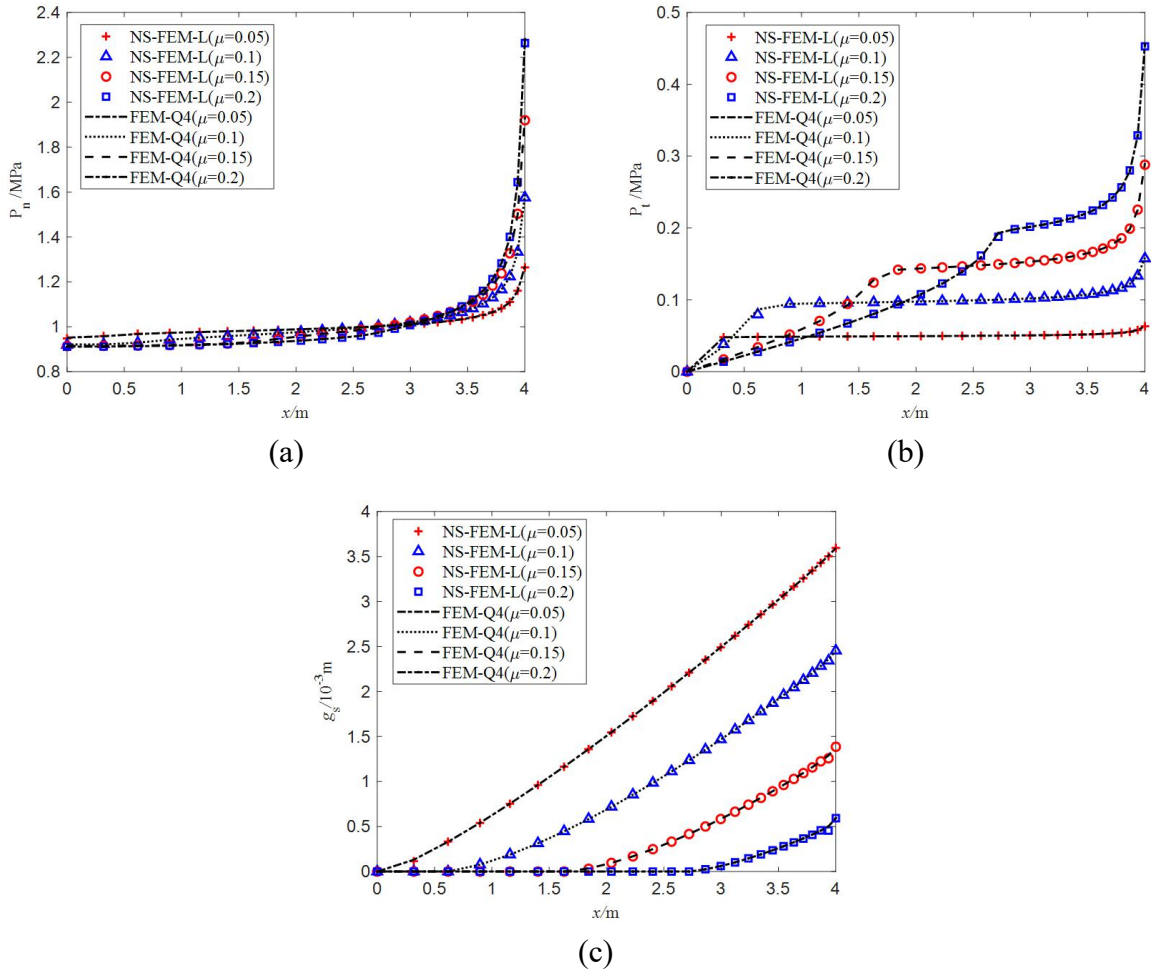 2.4
2.2
2
1.8
1.6
1.4
1.2
1
0.8
P_n /MPa
NS-FEM-L(μ=0.05)
NS-FEM-L(μ=0.1)
NS-FEM-L(μ=0.15)
NS-FEM-L(μ=0.2)
FEM-Q4(μ=0.05)
FEM-Q4(μ=0.1)
FEM-Q4(μ=0.15)
FEM-Q4(μ=0.2)
0 0.5 1 1.5 2 2.5 3 3.5 4
x/m
(a)
0.5
0.4
0.3
0.2
0.1
0
P_t /MPa
NS-FEM-L(μ=0.05)
NS-FEM-L(μ=0.1)
NS-FEM-L(μ=0.15)
NS-FEM-L(μ=0.2)
FEM-Q4(μ=0.05)
FEM-Q4(μ=0.1)
FEM-Q4(μ=0.15)
FEM-Q4(μ=0.2)
0 0.5 1 1.5 2 2.5 3 3.5 4
x/m
(b)
4
3.5
3
2.5
2
1.5
1
0.5
0
g_s/10⁻³m
NS-FEM-L(μ=0.05)
NS-FEM-L(μ=0.1)
NS-FEM-L(μ=0.15)
NS-FEM-L(μ=0.2)
FEM-Q4(μ=0.05)
FEM-Q4(μ=0.1)
FEM-Q4(μ=0.15)
FEM-Q4(μ=0.2)
0 0.5 1 1.5 2 2.5 3 3.5 4
x/m
(c)